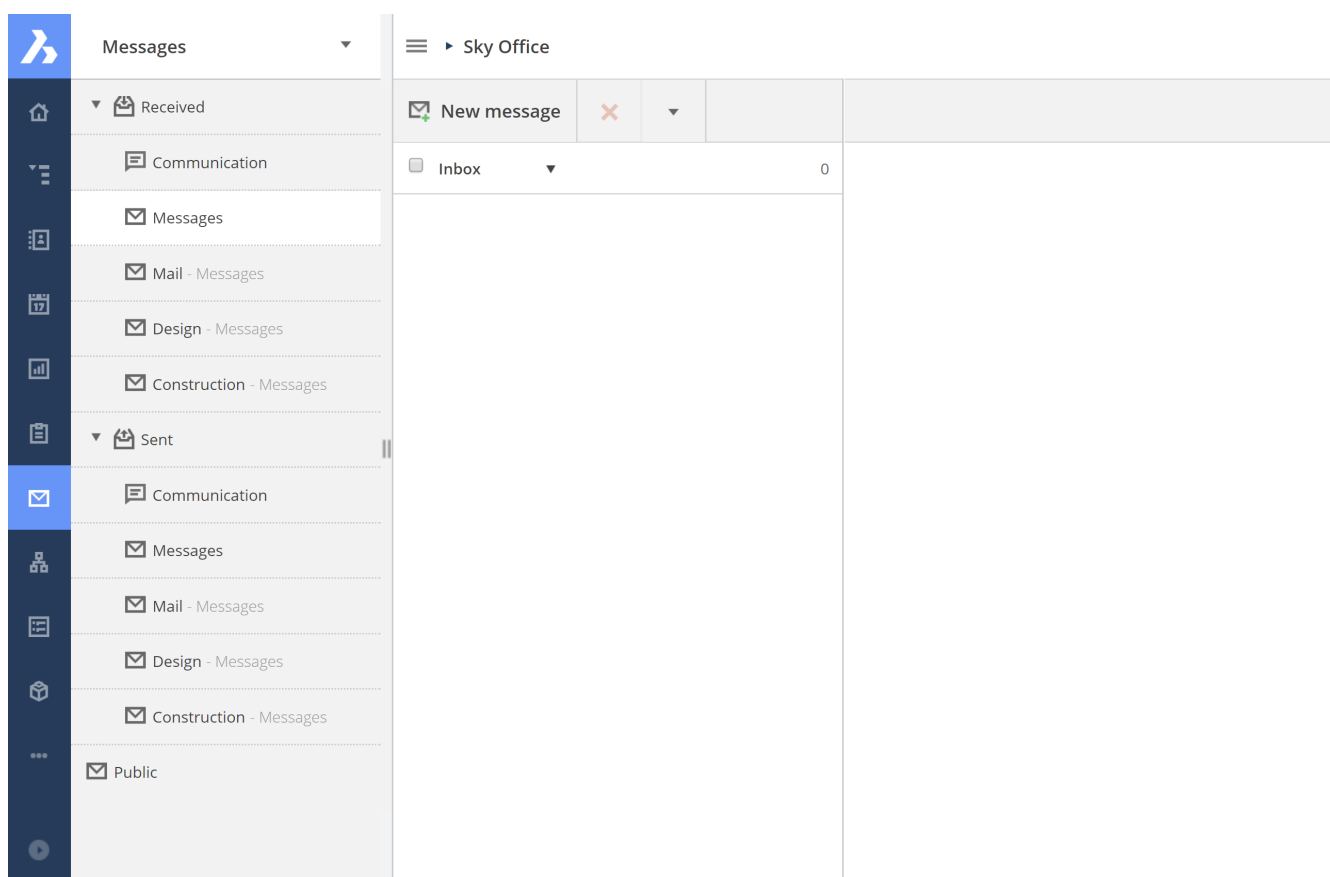 Messages
Sky Office
Received
New message
Communication
Inbox 0
Messages
Mail - Messages
Design - Messages
Construction - Messages
Sent
Communication
Messages
Mail - Messages
Design - Messages
Construction - Messages
Public
17